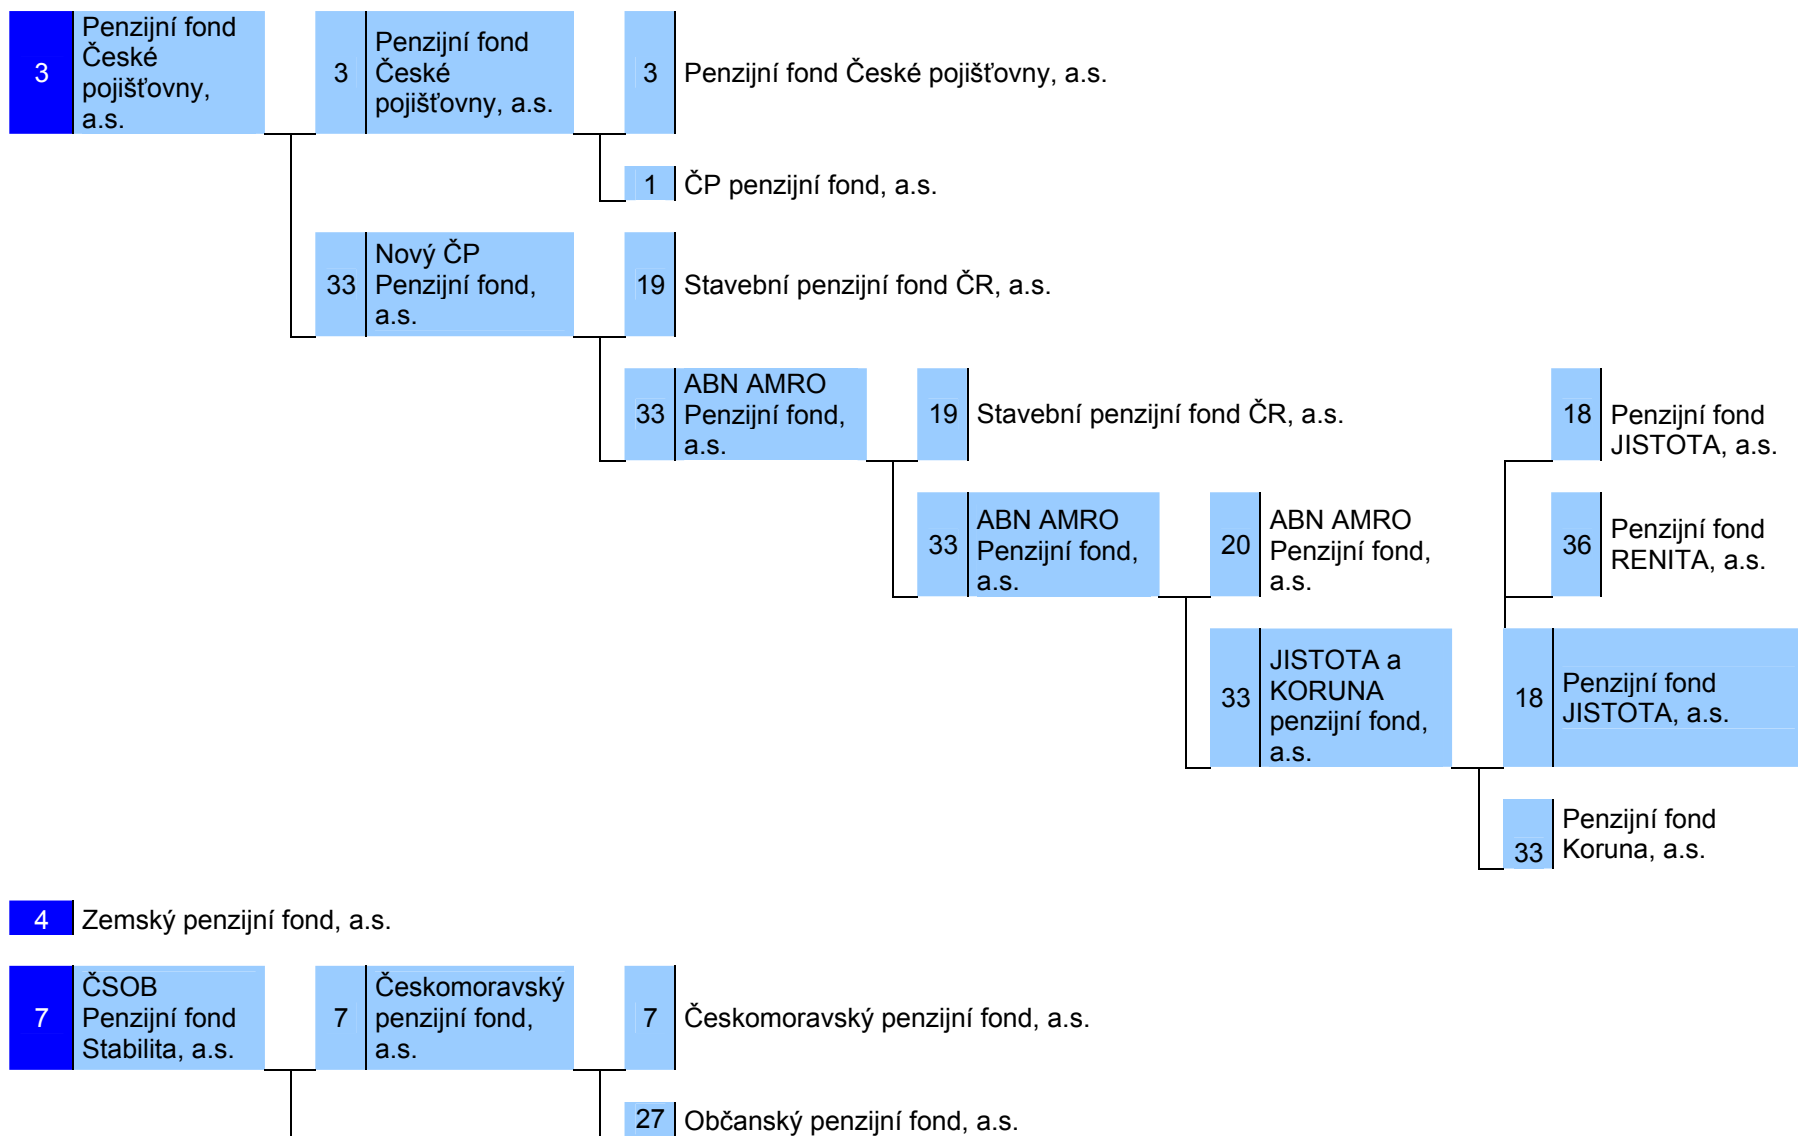 3
Penzijní fond
České
pojišťovny,
a.s.
3
Penzijní fond
České
pojišťovny, a.s.
3
Penzijní fond České pojišťovny, a.s.
1
ČP penzijní fond, a.s.
33
Nový ČP
Penzijní fond,
a.s.
19
Stavební penzijní fond ČR, a.s.
33
ABN AMRO
Penzijní fond,
a.s.
19
Stavební penzijní fond ČR, a.s.
18
Penzijní fond
JISTOTA, a.s.
33
ABN AMRO
Penzijní fond,
a.s.
20
ABN AMRO
Penzijní fond,
a.s.
36
Penzijní fond
RENITA, a.s.
33
JISTOTA a
KORUNA
penzijní fond,
a.s.
18
Penzijní fond
JISTOTA, a.s.
33
Penzijní fond
Koruna, a.s.
4
Zemský penzijní fond, a.s.
7
ČSOB
Penzijní fond
Stabilita, a.s.
7
Českomoravský
penzijní fond,
a.s.
7
Českomoravský penzijní fond, a.s.
27
Občanský penzijní fond, a.s.